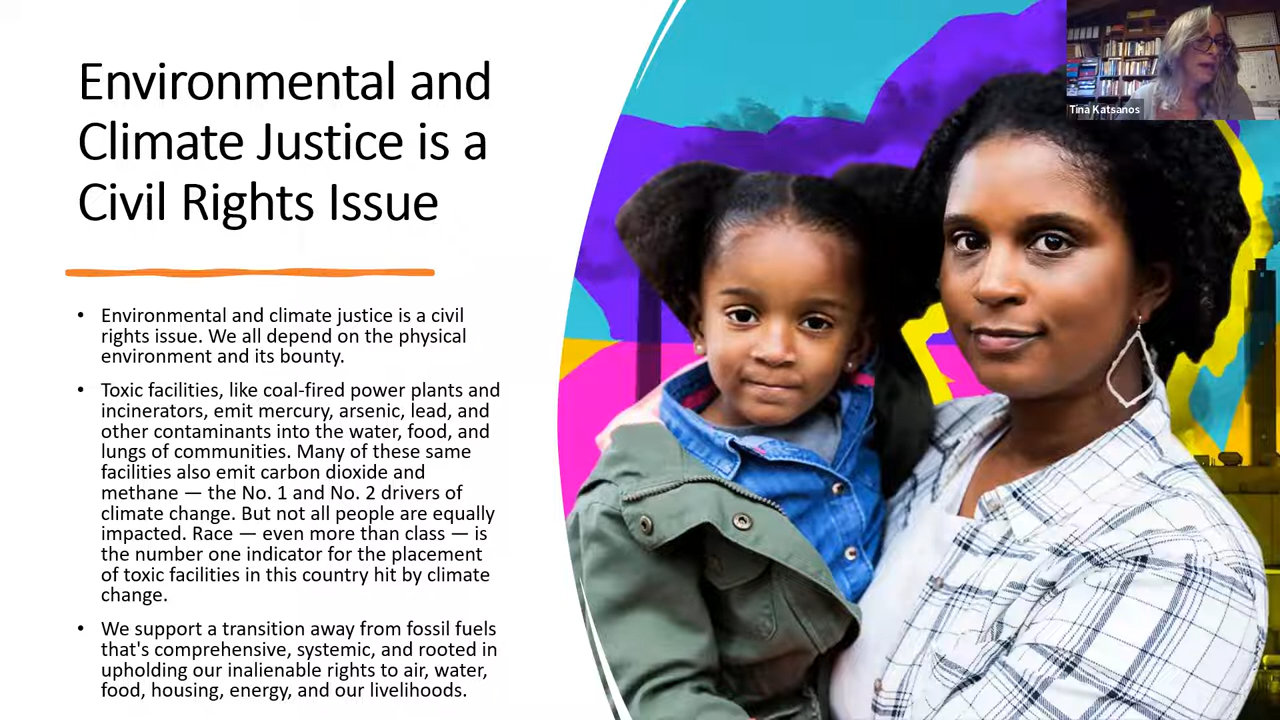 Environmental and
Climate Justice is a
Civil Rights Issue
• Environmental and climate justice is a civil
rights issue. We all depend on the physical
environment and its bounty.
• Toxic facilities, like coal-fired power plants and
incinerators, emit mercury, arsenic, lead, and
other contaminants into the water, food, and
lungs of communities. Many of these same
facilities also emit carbon dioxide and
methane — the No. 1 and No. 2 drivers of
climate change. But not all people are equally
impacted. Race — even more than class — is
the number one indicator for the placement
of toxic facilities in this country hit by climate
change.
• We support a transition away from fossil fuels
that's comprehensive, systemic, and rooted in
upholding our inalienable rights to air, water,
food, housing, energy, and our livelihoods.
Tina Katsanos